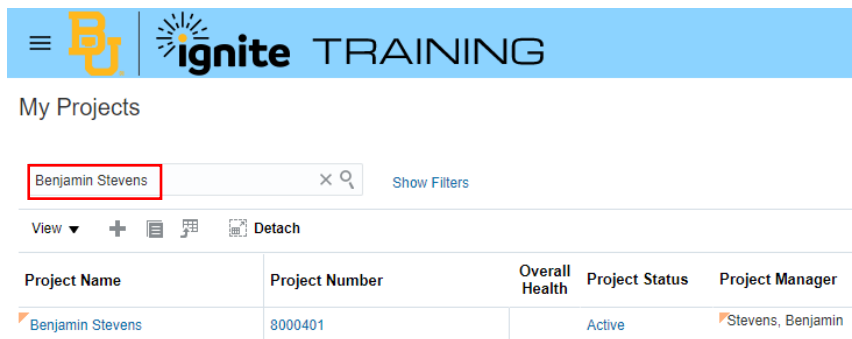 BU ignite TRAINING
My Projects
Benjamin Stevens Show Filters
View Detach
Project Name Project Number Overall Health Project Status Project Manager
Benjamin Stevens 8000401 Active Stevens, Benjamin